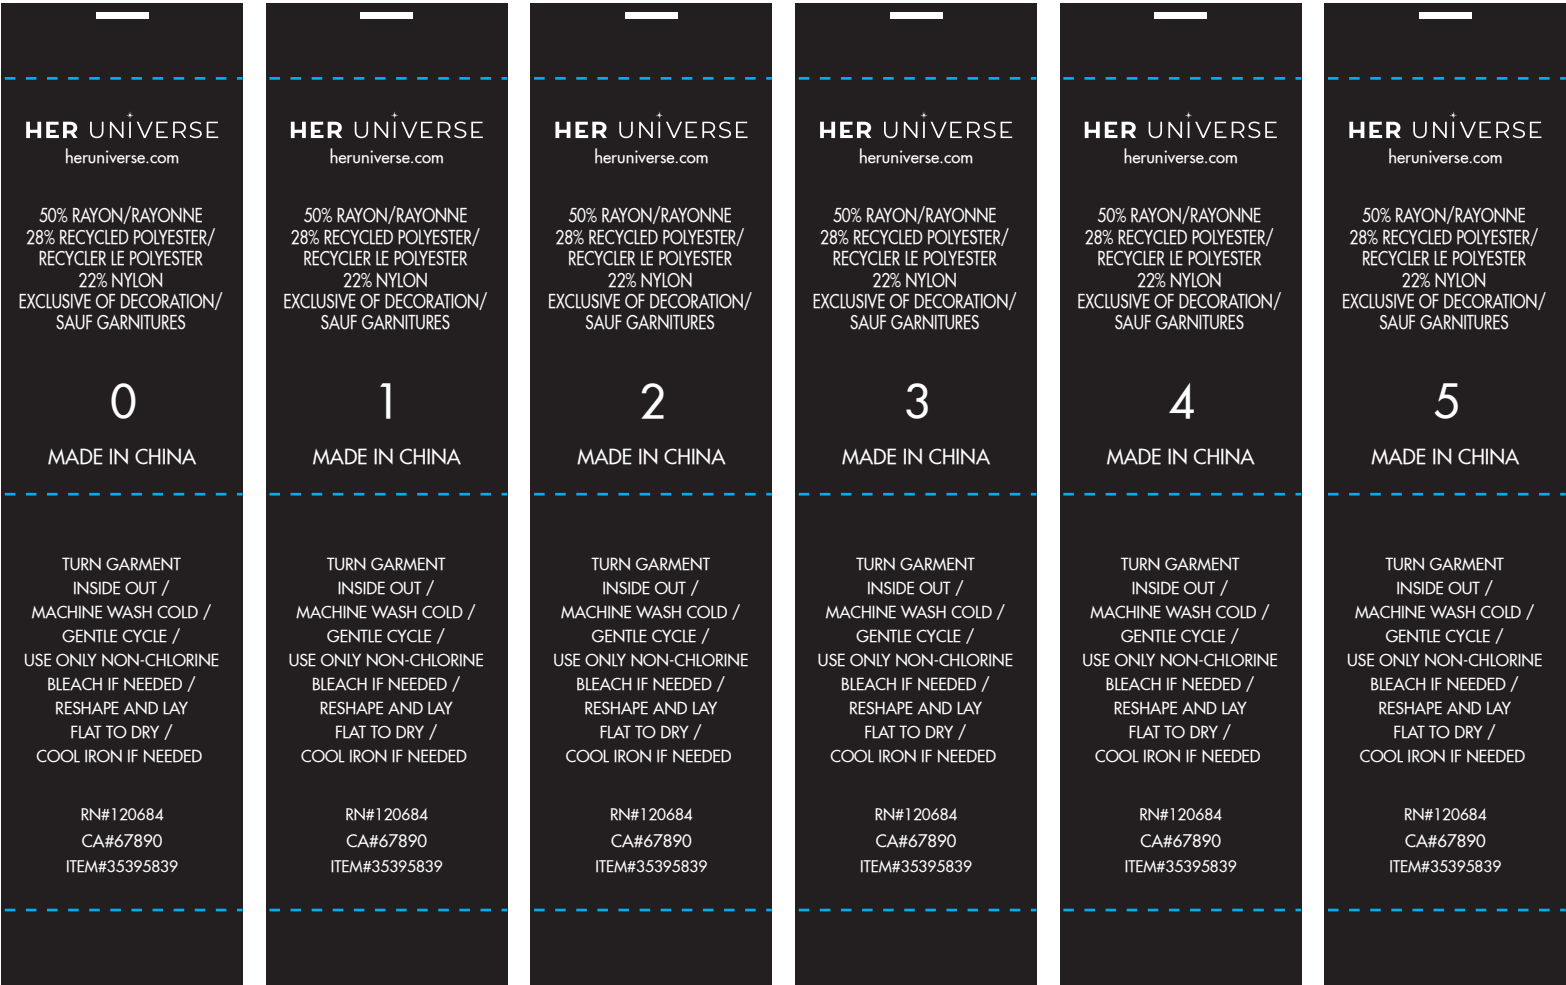 HER UNIVERSE
heruniverse.com
50% RAYON/RAYONNE
28% RECYCLED POLYESTER/
RECYCLER LE POLYESTER
22% NYLON
EXCLUSIVE OF DECORATION/
SAUF GARNITURES
0
MADE IN CHINA
TURN GARMENT
INSIDE OUT /
MACHINE WASH COLD /
GENTLE CYCLE /
USE ONLY NON-CHLORINE
BLEACH IF NEEDED /
RESHAPE AND LAY
FLAT TO DRY /
COOL IRON IF NEEDED
RN#120684
CA#67890
ITEM#35395839
HER UNIVERSE
heruniverse.com
50% RAYON/RAYONNE
28% RECYCLED POLYESTER/
RECYCLER LE POLYESTER
22% NYLON
EXCLUSIVE OF DECORATION/
SAUF GARNITURES
1
MADE IN CHINA
TURN GARMENT
INSIDE OUT /
MACHINE WASH COLD /
GENTLE CYCLE /
USE ONLY NON-CHLORINE
BLEACH IF NEEDED /
RESHAPE AND LAY
FLAT TO DRY /
COOL IRON IF NEEDED
RN#120684
CA#67890
ITEM#35395839
HER UNIVERSE
heruniverse.com
50% RAYON/RAYONNE
28% RECYCLED POLYESTER/
RECYCLER LE POLYESTER
22% NYLON
EXCLUSIVE OF DECORATION/
SAUF GARNITURES
2
MADE IN CHINA
TURN GARMENT
INSIDE OUT /
MACHINE WASH COLD /
GENTLE CYCLE /
USE ONLY NON-CHLORINE
BLEACH IF NEEDED /
RESHAPE AND LAY
FLAT TO DRY /
COOL IRON IF NEEDED
RN#120684
CA#67890
ITEM#35395839
HER UNIVERSE
heruniverse.com
50% RAYON/RAYONNE
28% RECYCLED POLYESTER/
RECYCLER LE POLYESTER
22% NYLON
EXCLUSIVE OF DECORATION/
SAUF GARNITURES
3
MADE IN CHINA
TURN GARMENT
INSIDE OUT /
MACHINE WASH COLD /
GENTLE CYCLE /
USE ONLY NON-CHLORINE
BLEACH IF NEEDED /
RESHAPE AND LAY
FLAT TO DRY /
COOL IRON IF NEEDED
RN#120684
CA#67890
ITEM#35395839
HER UNIVERSE
heruniverse.com
50% RAYON/RAYONNE
28% RECYCLED POLYESTER/
RECYCLER LE POLYESTER
22% NYLON
EXCLUSIVE OF DECORATION/
SAUF GARNITURES
4
MADE IN CHINA
TURN GARMENT
INSIDE OUT /
MACHINE WASH COLD /
GENTLE CYCLE /
USE ONLY NON-CHLORINE
BLEACH IF NEEDED /
RESHAPE AND LAY
FLAT TO DRY /
COOL IRON IF NEEDED
RN#120684
CA#67890
ITEM#35395839
HER UNIVERSE
heruniverse.com
50% RAYON/RAYONNE
28% RECYCLED POLYESTER/
RECYCLER LE POLYESTER
22% NYLON
EXCLUSIVE OF DECORATION/
SAUF GARNITURES
5
MADE IN CHINA
TURN GARMENT
INSIDE OUT /
MACHINE WASH COLD /
GENTLE CYCLE /
USE ONLY NON-CHLORINE
BLEACH IF NEEDED /
RESHAPE AND LAY
FLAT TO DRY /
COOL IRON IF NEEDED
RN#120684
CA#67890
ITEM#35395839